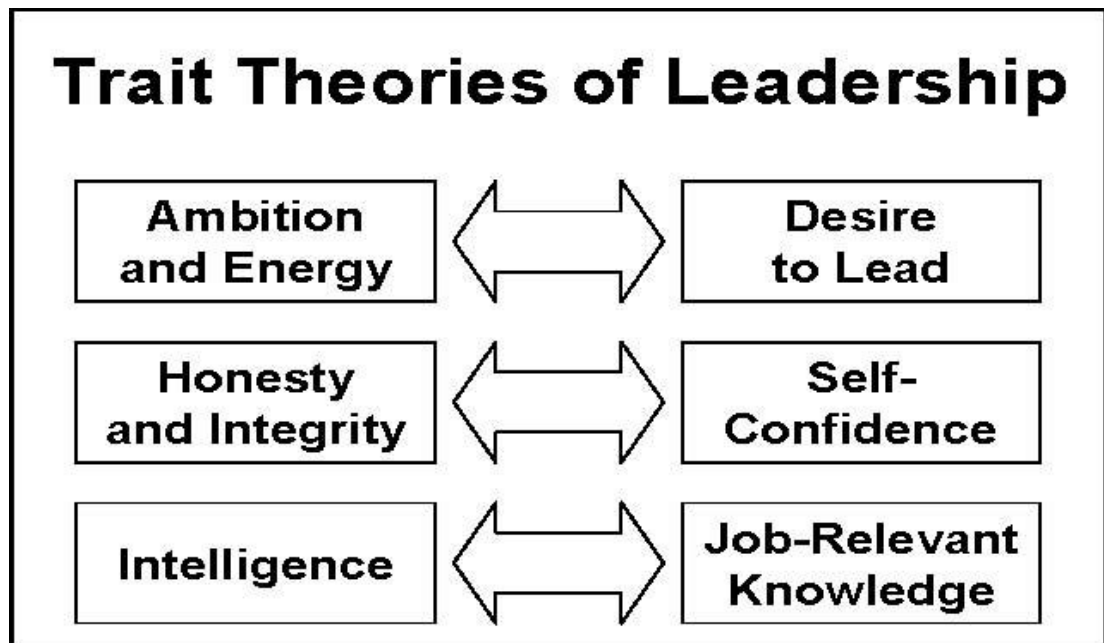 Trait Theories of Leadership
Ambition
and Energy
Desire
to Lead
Honesty
and Integrity
Self-
Confidence
Intelligence
Job-Relevant
Knowledge